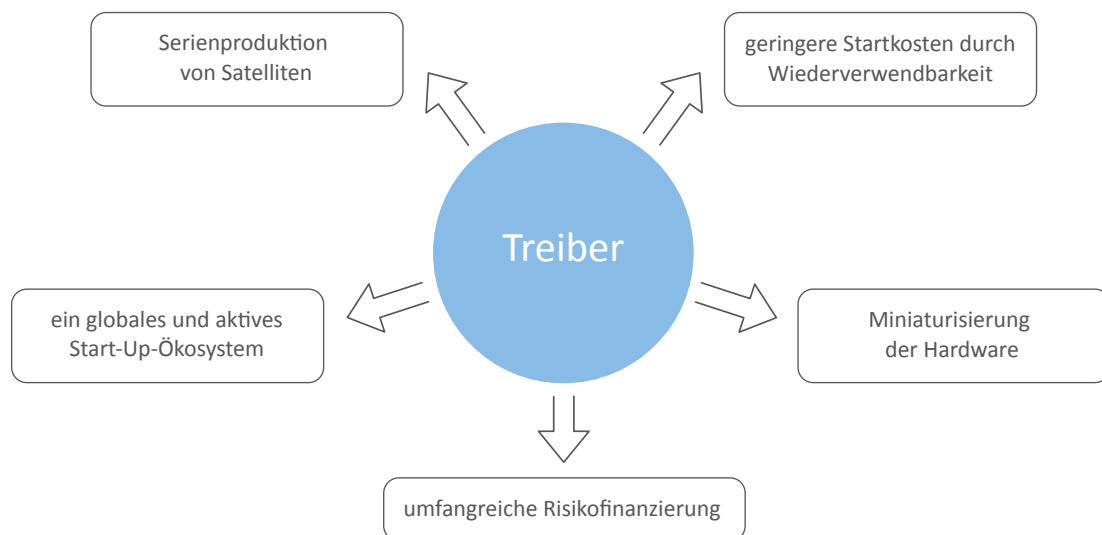 Serienproduktion
von Satelliten
geringere Startkosten durch
Wiederverwendbarkeit
Treiber
ein globales und aktives
Start-Up-Ökosystem
Miniaturisierung
der Hardware
umfangreiche Risikofinanzierung